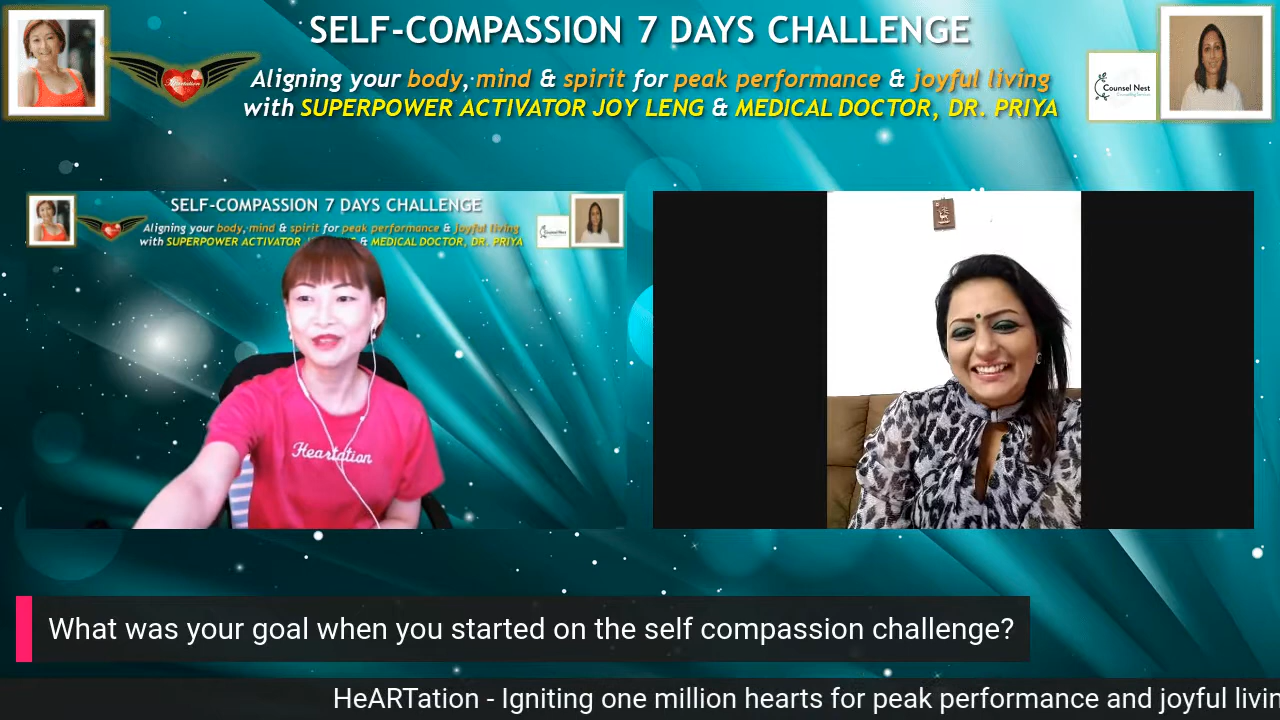 SELF-COMPASSION 7 DAYS CHALLENGE
Aligning your body, mind & spirit for peak performance & joyful living
with SUPERPOWER ACTIVATOR JOY LENG & MEDICAL DOCTOR, DR. PRIYA
Counsel Nest
Counselling Services
SELF-COMPASSION 7 DAYS CHALLENGE
Aligning your body, mind & spirit for peak performance & joyful living
with SUPERPOWER ACTIVATOR & MEDICAL DOCTOR, DR. PRIYA
Heartation
What was your goal when you started on the self compassion challenge?
HeARTation - Igniting one million hearts for peak performance and joyful livin